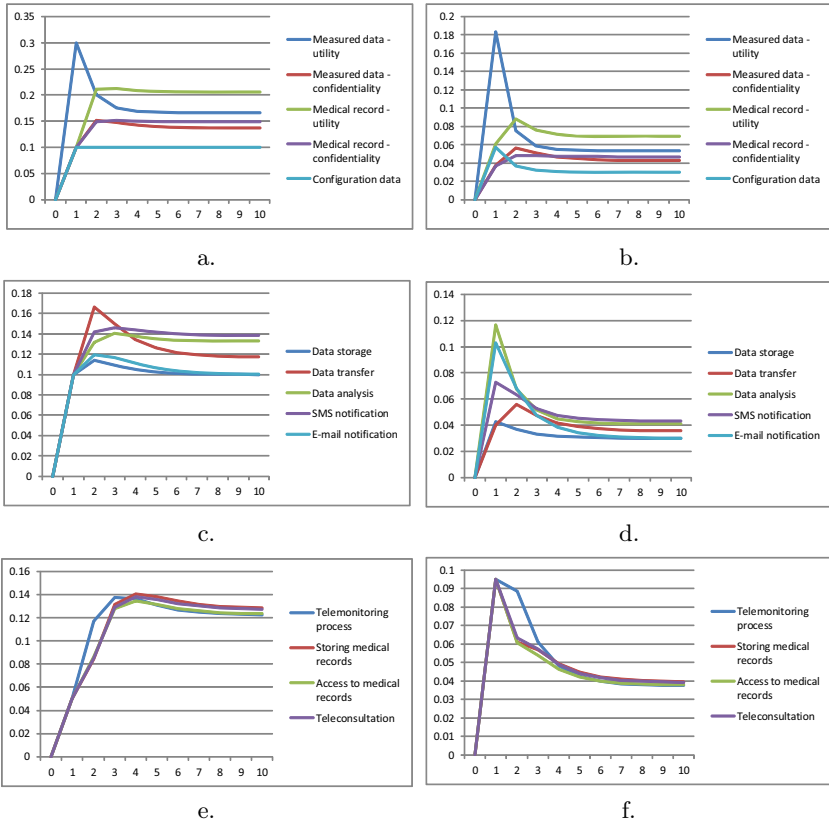 0.35
0.3
0.25
0.2
0.15
0.1
0.05
0
0 1 2 3 4 5 6 7 8 9 10
Measured data -
utility
Measured data -
confidentiality
Medical record -
utility
Medical record -
confidentiality
Configuration data
a.
0.2
0.18
0.16
0.14
0.12
0.1
0.08
0.06
0.04
0.02
0
0 1 2 3 4 5 6 7 8 9 10
Measured data -
utility
Measured data -
confidentiality
Medical record -
utility
Medical record -
confidentiality
Configuration data
b.
0.18
0.16
0.14
0.12
0.1
0.08
0.06
0.04
0.02
0
0 1 2 3 4 5 6 7 8 9 10
Data storage
Data transfer
Data analysis
SMS notification
E-mail notification
c.
0.14
0.12
0.1
0.08
0.06
0.04
0.02
0
0 1 2 3 4 5 6 7 8 9 10
Data storage
Data transfer
Data analysis
SMS notification
E-mail notification
d.
0.16
0.14
0.12
0.1
0.08
0.06
0.04
0.02
0
0 1 2 3 4 5 6 7 8 9 10
Telemonitoring
process
Storing medical
records
Access to medical
records
Teleconsultation
e.
0.1
0.09
0.08
0.07
0.06
0.05
0.04
0.03
0.02
0.01
0
0 1 2 3 4 5 6 7 8 9 10
Telemonitoring
process
Storing medical
records
Access to medical
records
Teleconsultation
f.